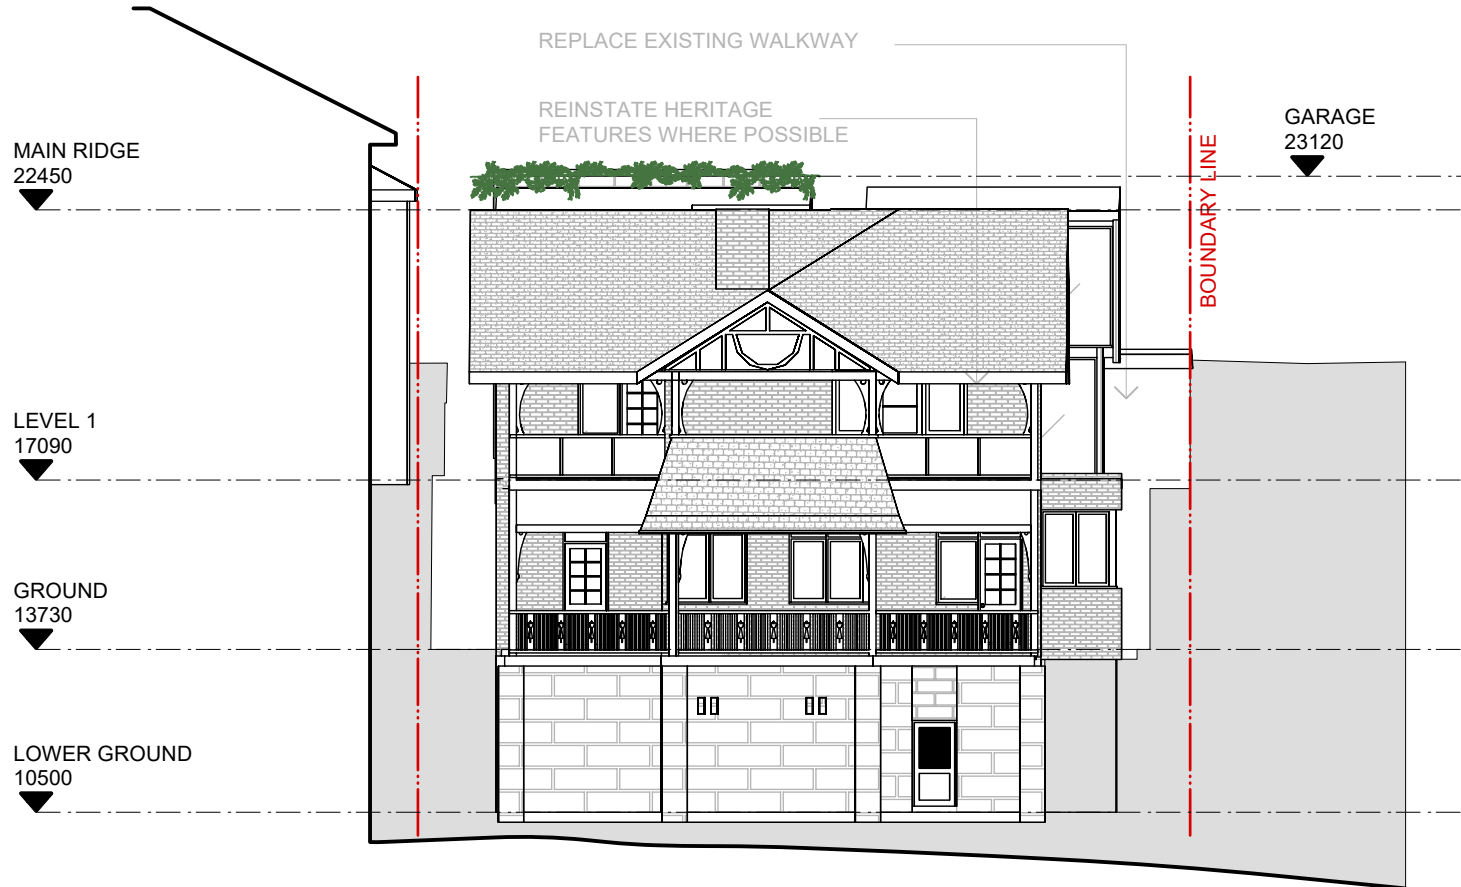 REPLACE EXISTING WALKWAY
REINSTATE HERITAGE
FEATURES WHERE POSSIBLE
GARAGE
23120
BOUNDARY LINE
MAIN RIDGE
22450
LEVEL 1
17090
GROUND
13730
LOWER GROUND
10500